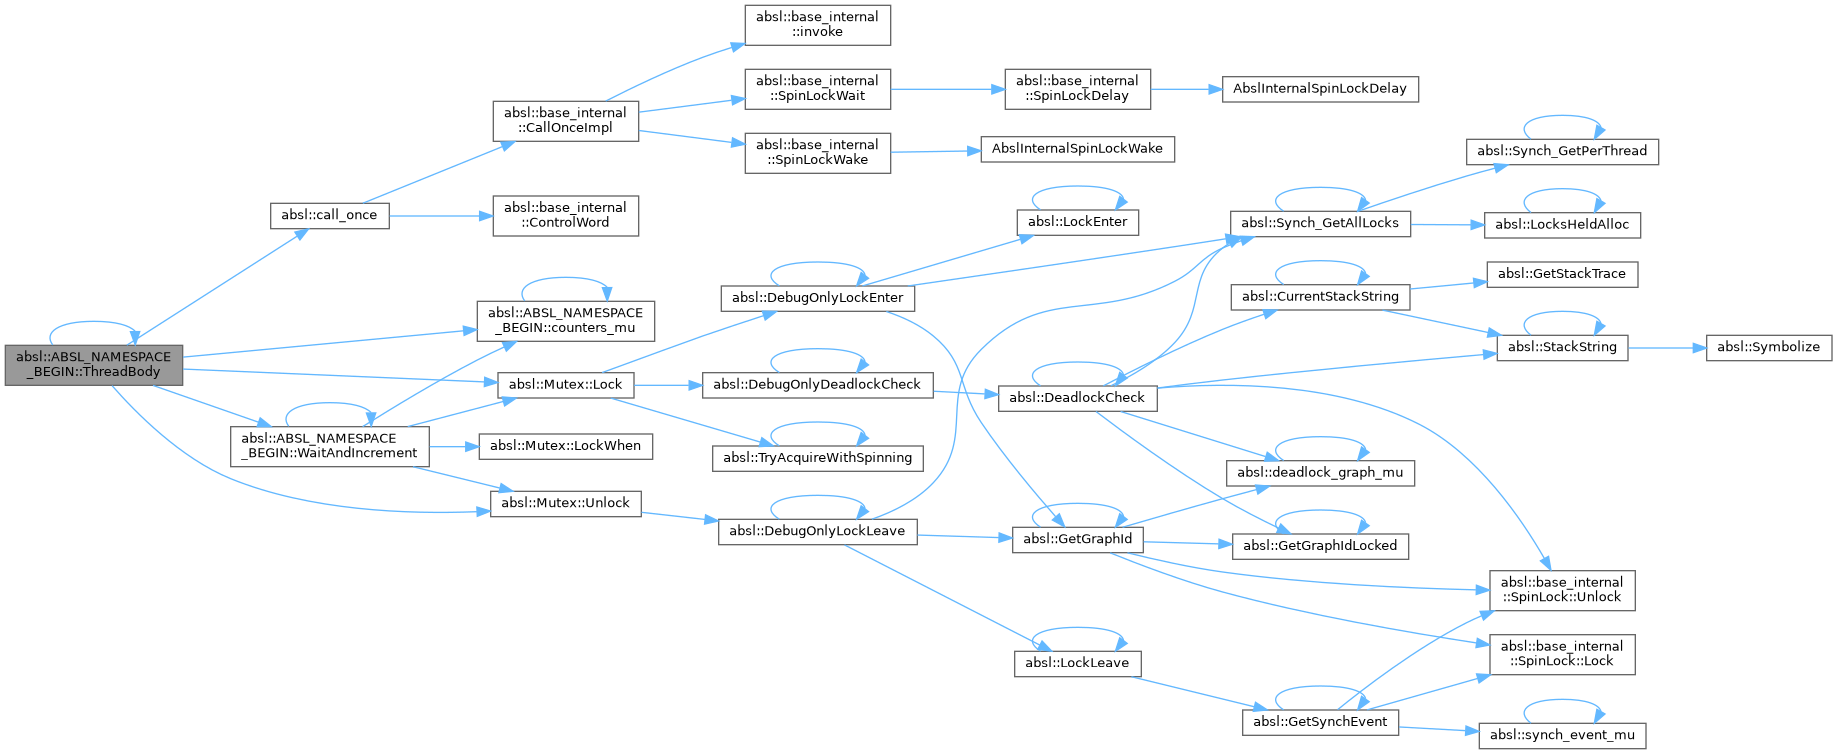 absl::base_internal
::invoke
absl::base_internal
::SpinLockWait
absl::base_internal
::SpinLockDelay
AbslInternalSpinLockDelay
absl::base_internal
::CallOnceImpl
absl::base_internal
::SpinLockWake
AbslInternalSpinLockWake
absl::Synch_GetPerThread
absl::call_once
absl::base_internal
::ControlWord
absl::LockEnter
absl::Synch_GetAllLocks
absl::LocksHeldAlloc
absl::DebugOnlyLockEnter
absl::CurrentStackString
absl::GetStackTrace
absl::ABSL_NAMESPACE
_BEGIN::counters_mu
absl::StackString
absl::Symbolize
absl::ABSL_NAMESPACE
_BEGIN::ThreadBody
absl::Mutex::Lock
absl::DebugOnlyDeadlockCheck
absl::DeadlockCheck
absl::ABSL_NAMESPACE
_BEGIN::WaitAndIncrement
absl::Mutex::LockWhen
absl::TryAcquireWithSpinning
absl::deadlock_graph_mu
absl::Mutex::Unlock
absl::DebugOnlyLockLeave
absl::GetGraphId
absl::GetGraphIdLocked
absl::base_internal
::SpinLock::Unlock
absl::LockLeave
absl::base_internal
::SpinLock::Lock
absl::GetSynchEvent
absl::synch_event_mu